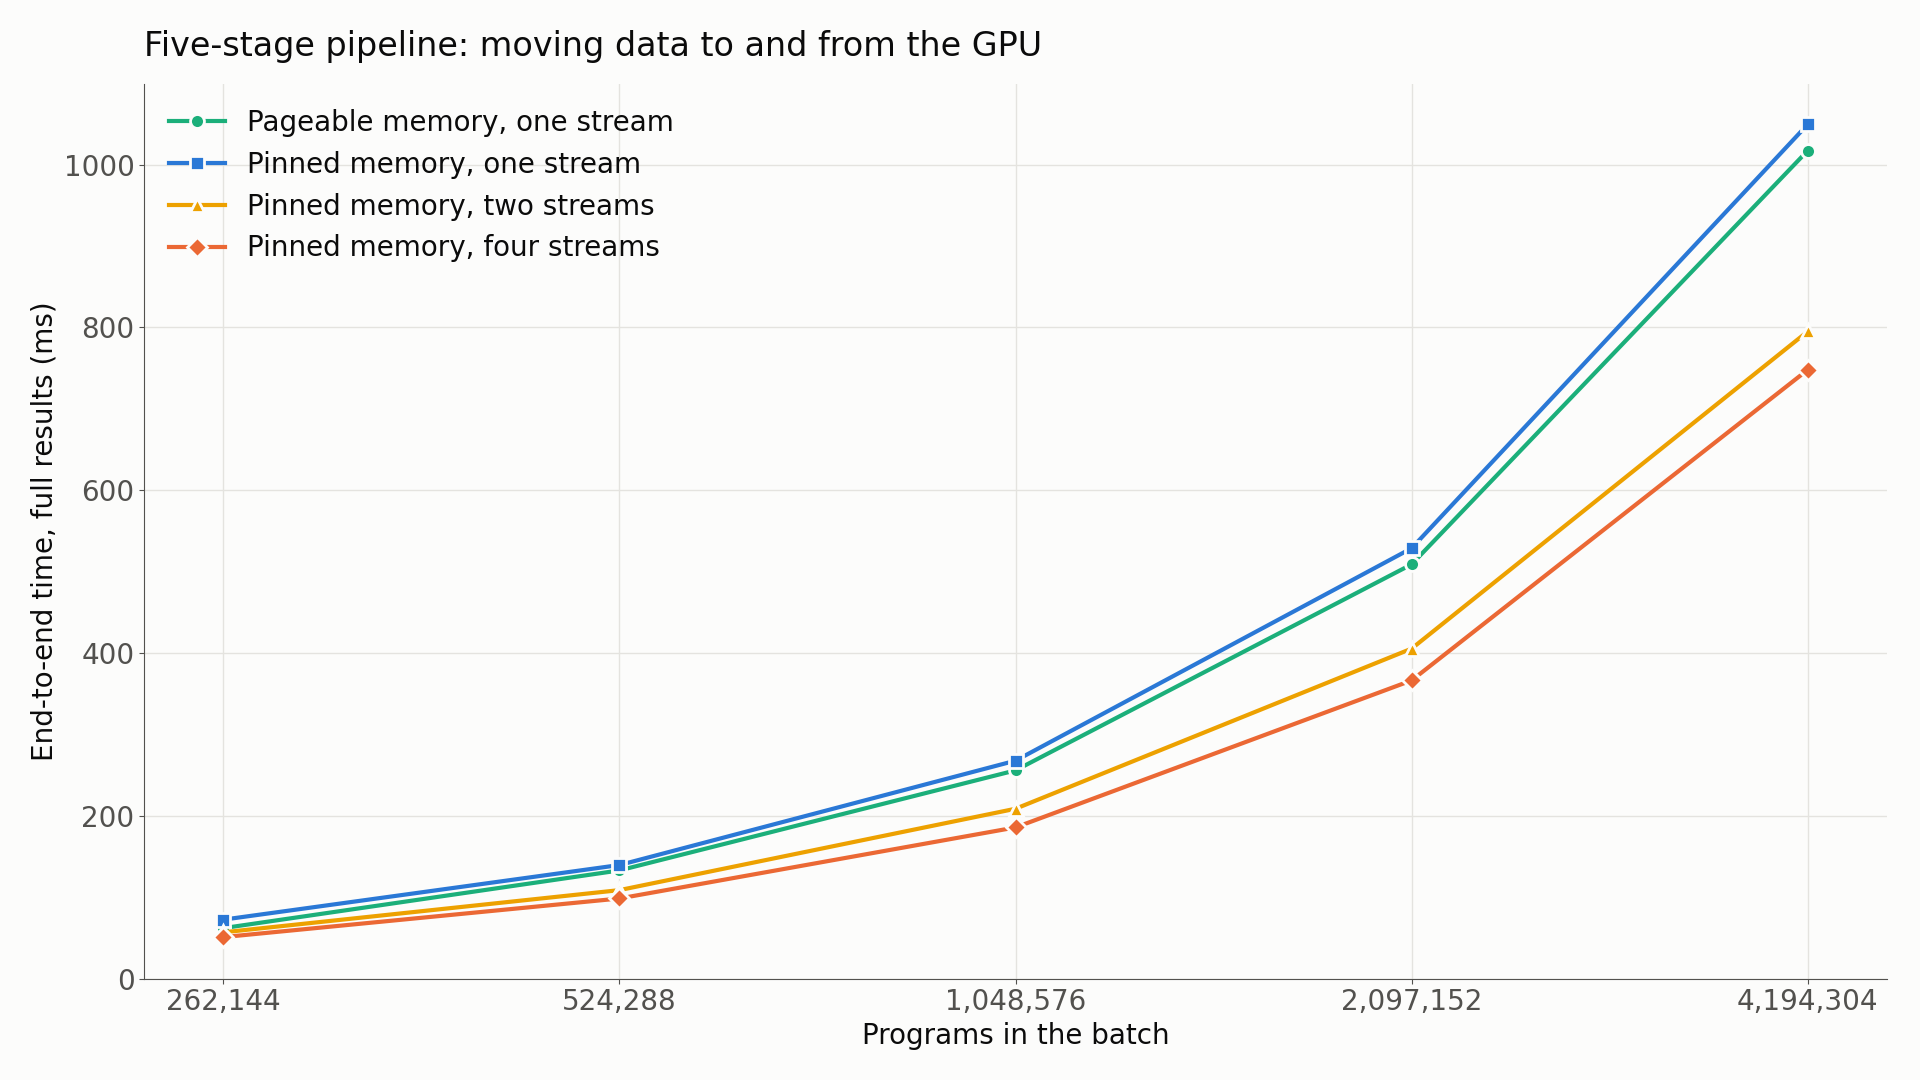 Five-stage pipeline: moving data to and from the GPU
Pageable memory, one stream
Pinned memory, one stream
Pinned memory, two streams
Pinned memory, four streams
End-to-end time, full results (ms)
1000
800
600
400
200
0
262,144
524,288
1,048,576
2,097,152
4,194,304
Programs in the batch